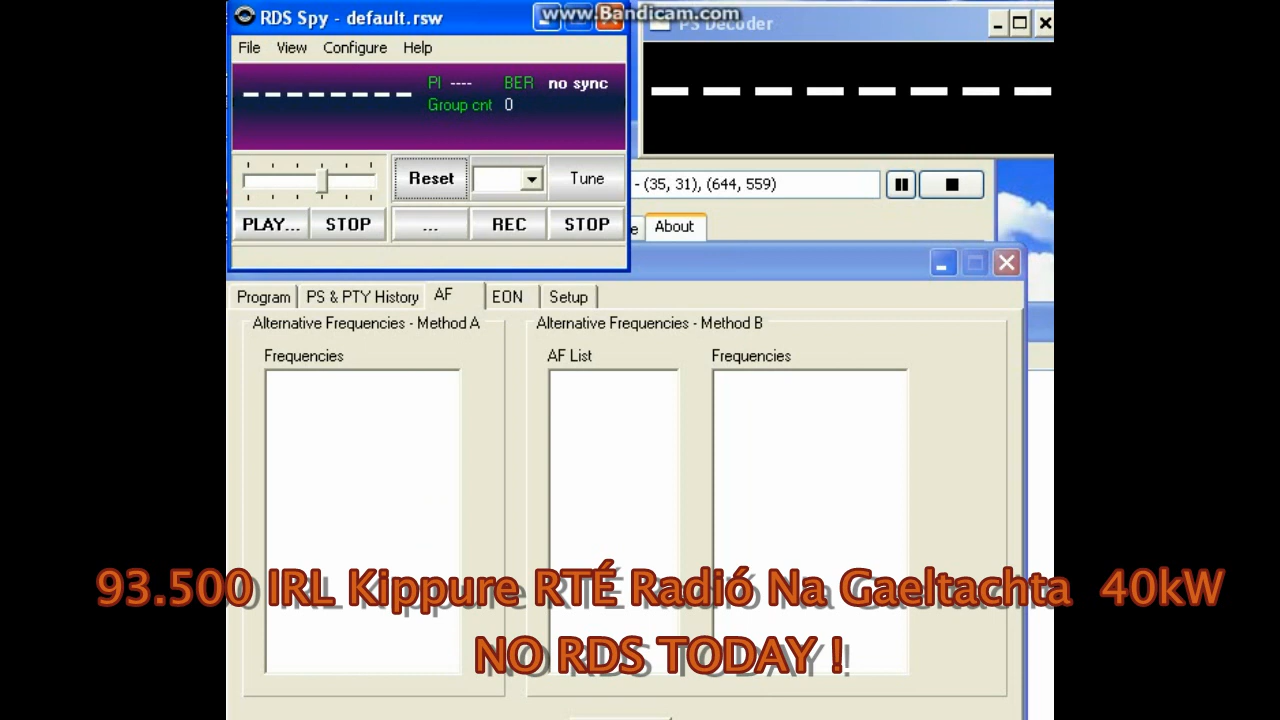 RDS Spy - default.rsw
www.Bandicam.com
PS Decoder
File View Configure Help
PI ---- BER no sync
Group cnt 0
Reset
Tune
- (35, 31), (644, 559)
PLAY... STOP ... REC STOP
e About
Program PS & PTY History AF EON Setup
Alternative Frequencies - Method A
Alternative Frequencies - Method B
Frequencies
AF List
Frequencies
93.500 IRL Kippure RTÉ Radió Na Gaeltachta 40kW
NO RDS TODAY !